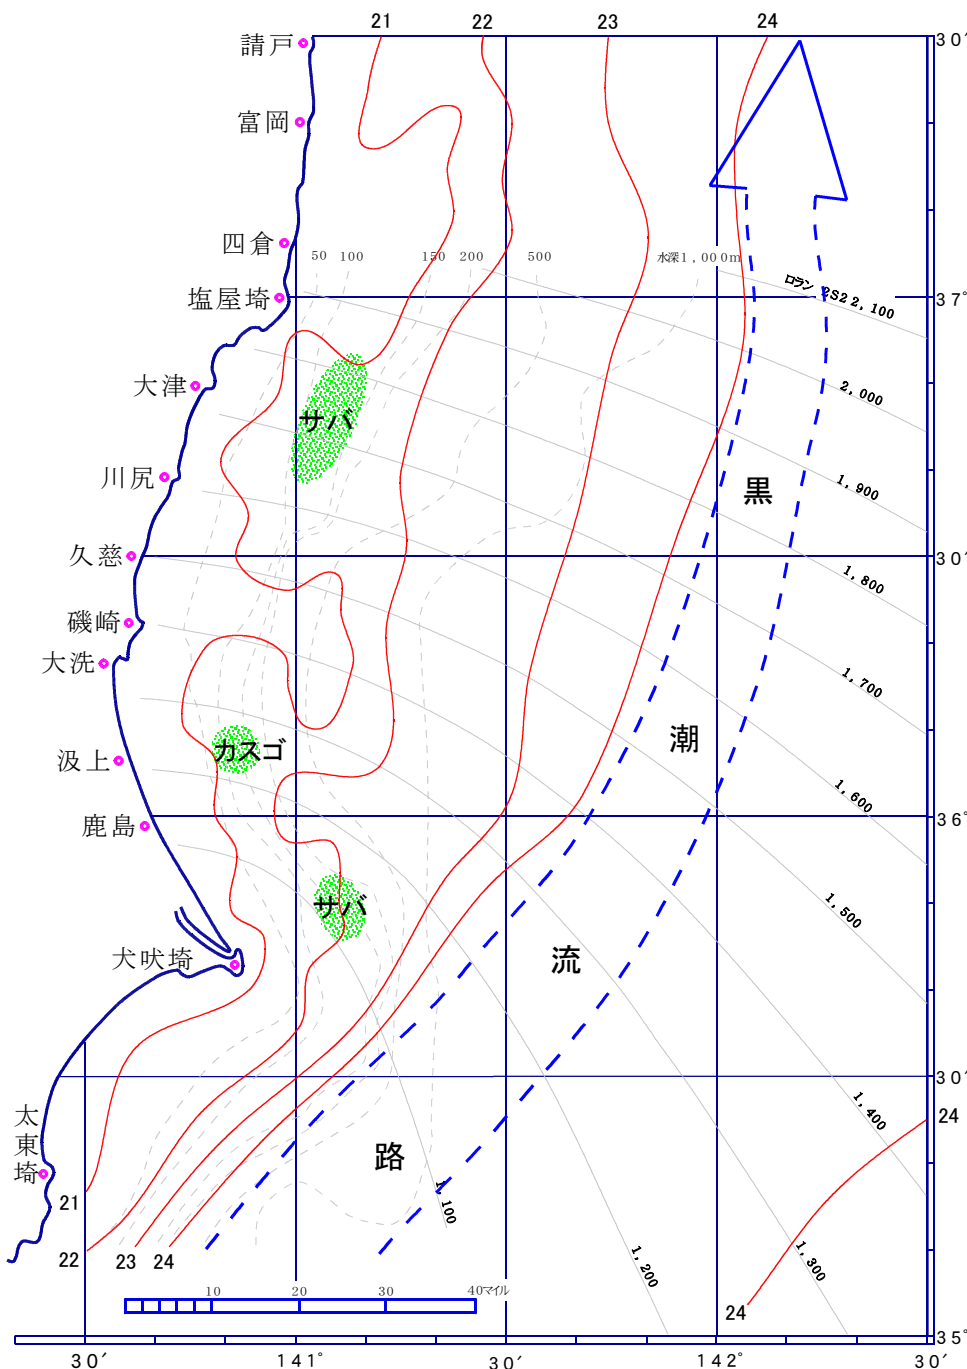 21
22
23
24
30′
請戸
富岡
四倉
50
100
150
200
500
水深1,000m
塩屋埼
ロラン 2S2 2,100
37°
大津
2,000
サバ
川尻
黒
1,900
久慈
30′
1,800
磯崎
大洗
1,700
潮
カスゴ
汲上
1,600
鹿島
36°
サバ
1,500
犬吠埼
流
30′
太東埼
1,400
24
路
21
1,100
22
23
24
1,200
1,300
10
20
30
40マイル
24
35°
30′
141°
30′
142°
30′